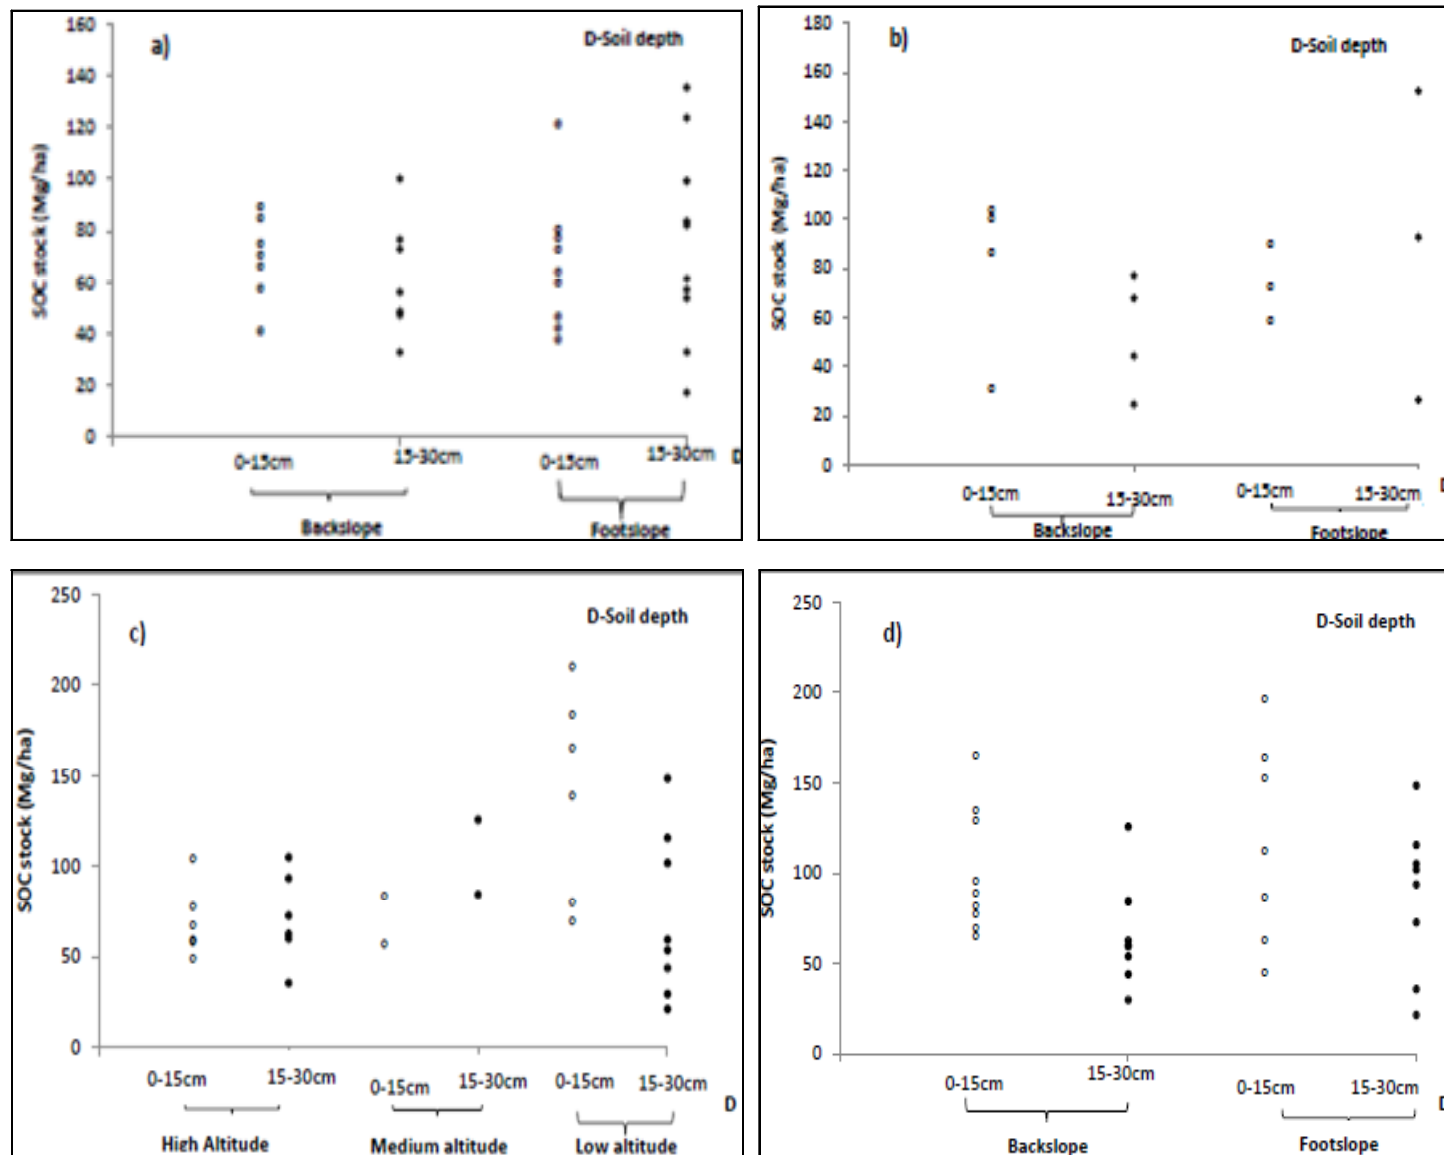 a)
D-Soil depth
SOC stock (Mg/ha)
160
140
120
100
80
60
40
20
0
0-15cm
15-30cm
0-15cm
15-30cm
D
Backslope
Footslope
b)
D-Soil depth
SOC stock (Mg/ha)
180
160
140
120
100
80
60
40
20
0
0-15cm
15-30cm
0-15cm
15-30cm
D
Backslope
Footslope
c)
D-Soil depth
SOC stock (Mg/ha)
250
200
150
100
50
0
0-15cm
15-30cm
0-15cm
15-30cm
0-15cm
15-30cm
D
High Altitude
Medium altitude
Low altitude
d)
D-Soil depth
SOC stock (Mg/ha)
250
200
150
100
50
0
0-15cm
15-30cm
0-15cm
15-30cm
D
Backslope
Footslope